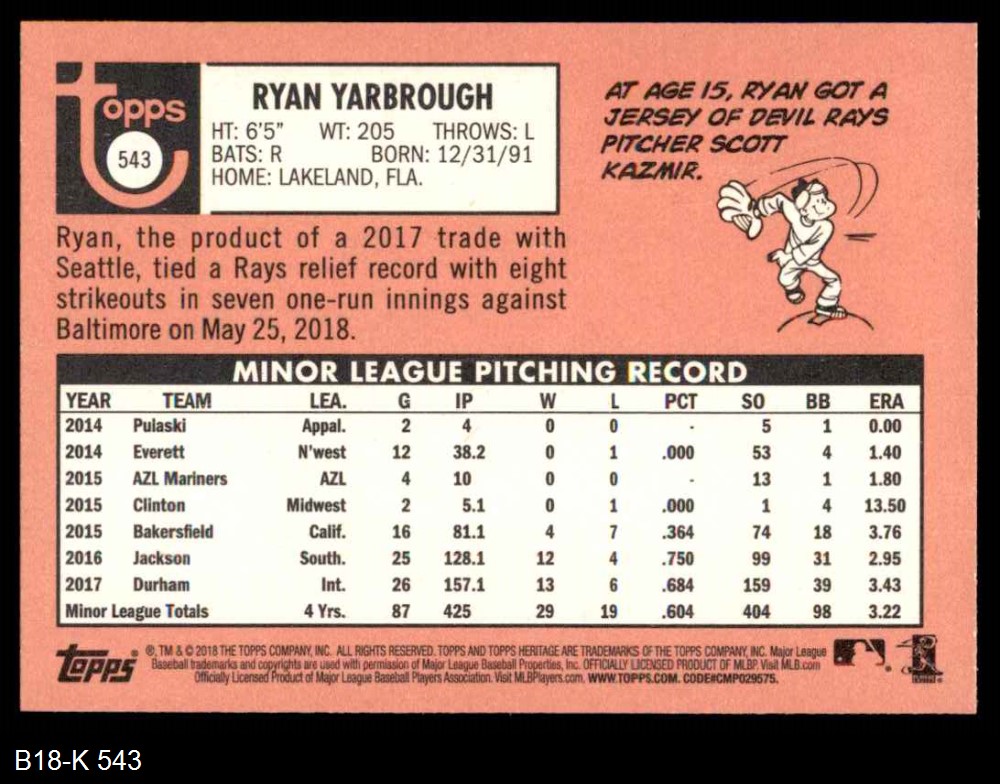 topps
543
RYAN YARBROUGH
HT: 6'5" WT: 205 THROWS: L
BATS: R BORN: 12/31/91
HOME: LAKELAND, FLA.
AT AGE 15, RYAN GOT A
JERSEY OF DEVIL RAYS
PITCHER SCOTT
KAZMIR.
Ryan, the product of a 2017 trade with
Seattle, tied a Rays relief record with eight
strikeouts in seven one-run innings against
Baltimore on May 25, 2018.
MINOR LEAGUE PITCHING RECORD
YEAR TEAM LEA. G IP W L PCT SO BB ERA
2014 Pulaski Appal. 2 4 0 0 - 5 1 0.00
2014 Everett N'west 12 38.2 0 1 .000 53 4 1.40
2015 AZL Mariners AZL 4 10 0 0 - 13 1 1.80
2015 Clinton Midwest 2 5.1 0 1 .000 1 4 13.50
2015 Bakersfield Calif. 16 81.1 4 7 .364 74 18 3.76
2016 Jackson South. 25 128.1 12 4 .750 99 31 2.95
2017 Durham Int. 26 157.1 13 6 .684 159 39 3.43
Minor League Totals 4 Yrs. 87 425 29 19 .604 404 98 3.22
topps
®, TM & © 2018 THE TOPPS COMPANY, INC. ALL RIGHTS RESERVED. TOPPS AND TOPPS HERITAGE ARE TRADEMARKS OF THE TOPPS COMPANY, INC. Major League
Baseball trademarks and copyrights are used with permission of Major League Baseball Properties, Inc. OFFICIALLY LICENSED PRODUCT OF MLBP. Visit MLB.com
Officially Licensed Product of Major League Baseball Players Association. Visit MLBPlayers.com. WWW.TOPPS.COM. CODE#CMP029575.
B18-K 543